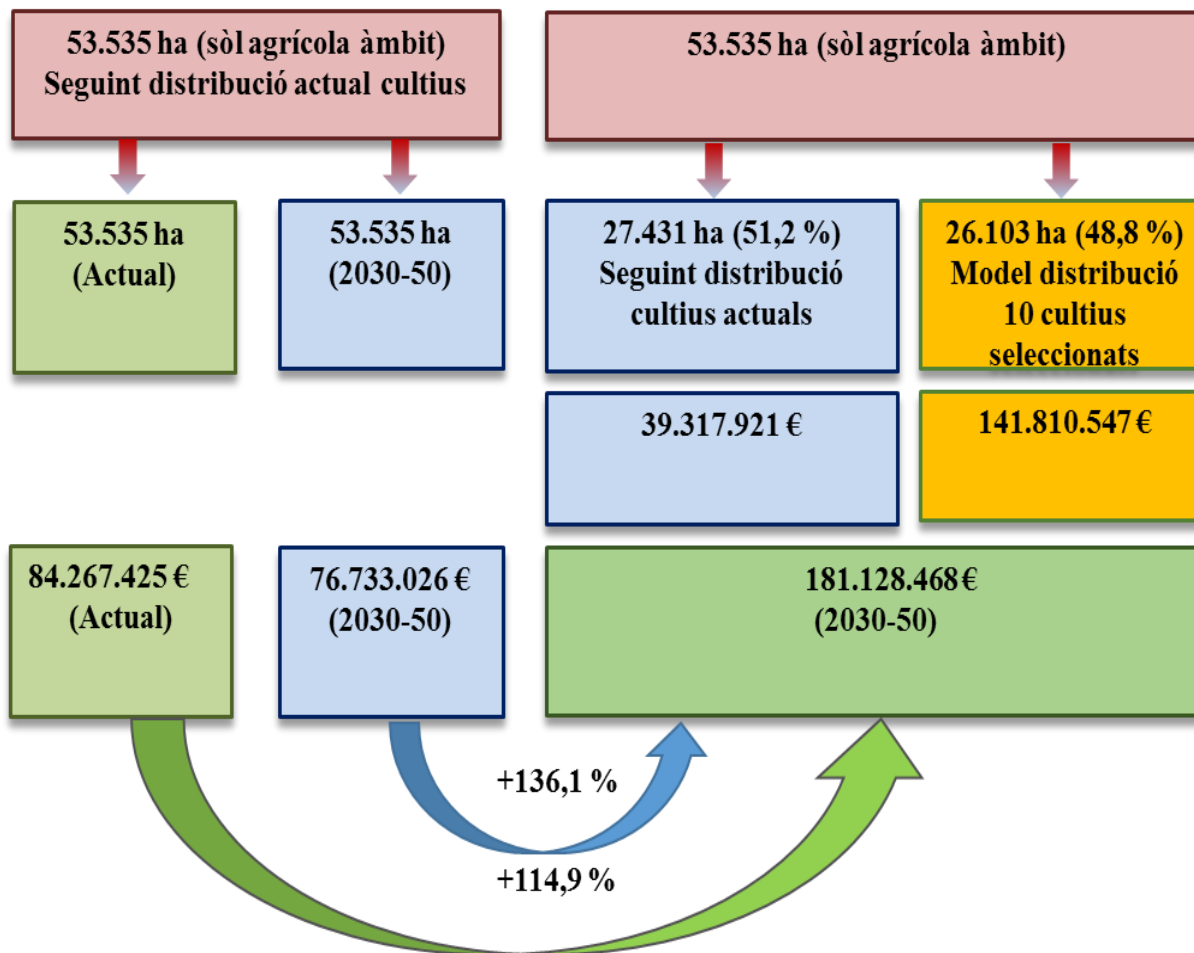 53.535 ha (sòl agrícola àmbit)
Seguint distribució actual cultius
53.535 ha (sòl agrícola àmbit)
53.535 ha
(Actual)
53.535 ha
(2030-50)
27.431 ha (51,2 %)
Seguint distribució
cultius actuals
26.103 ha (48,8 %)
Model distribució
10 cultius
seleccionats
39.317.921 €
141.810.547 €
84.267.425 €
(Actual)
76.733.026 €
(2030-50)
181.128.468 €
(2030-50)
+136,1 %
+114,9 %